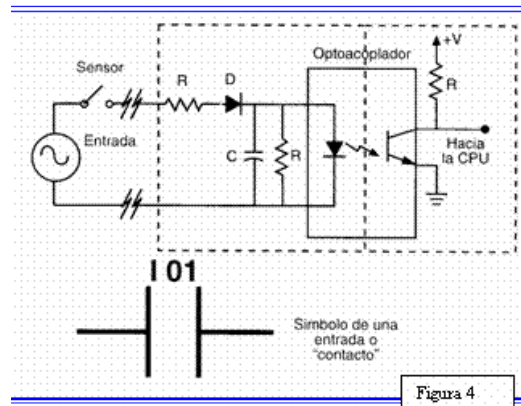 Optoacoplador
+V
Sensor
R
D
R
Entrada
C
R
Hacia
la CPU
I 01
Simbolo de una
entrada o
"contacto"
Figura 4